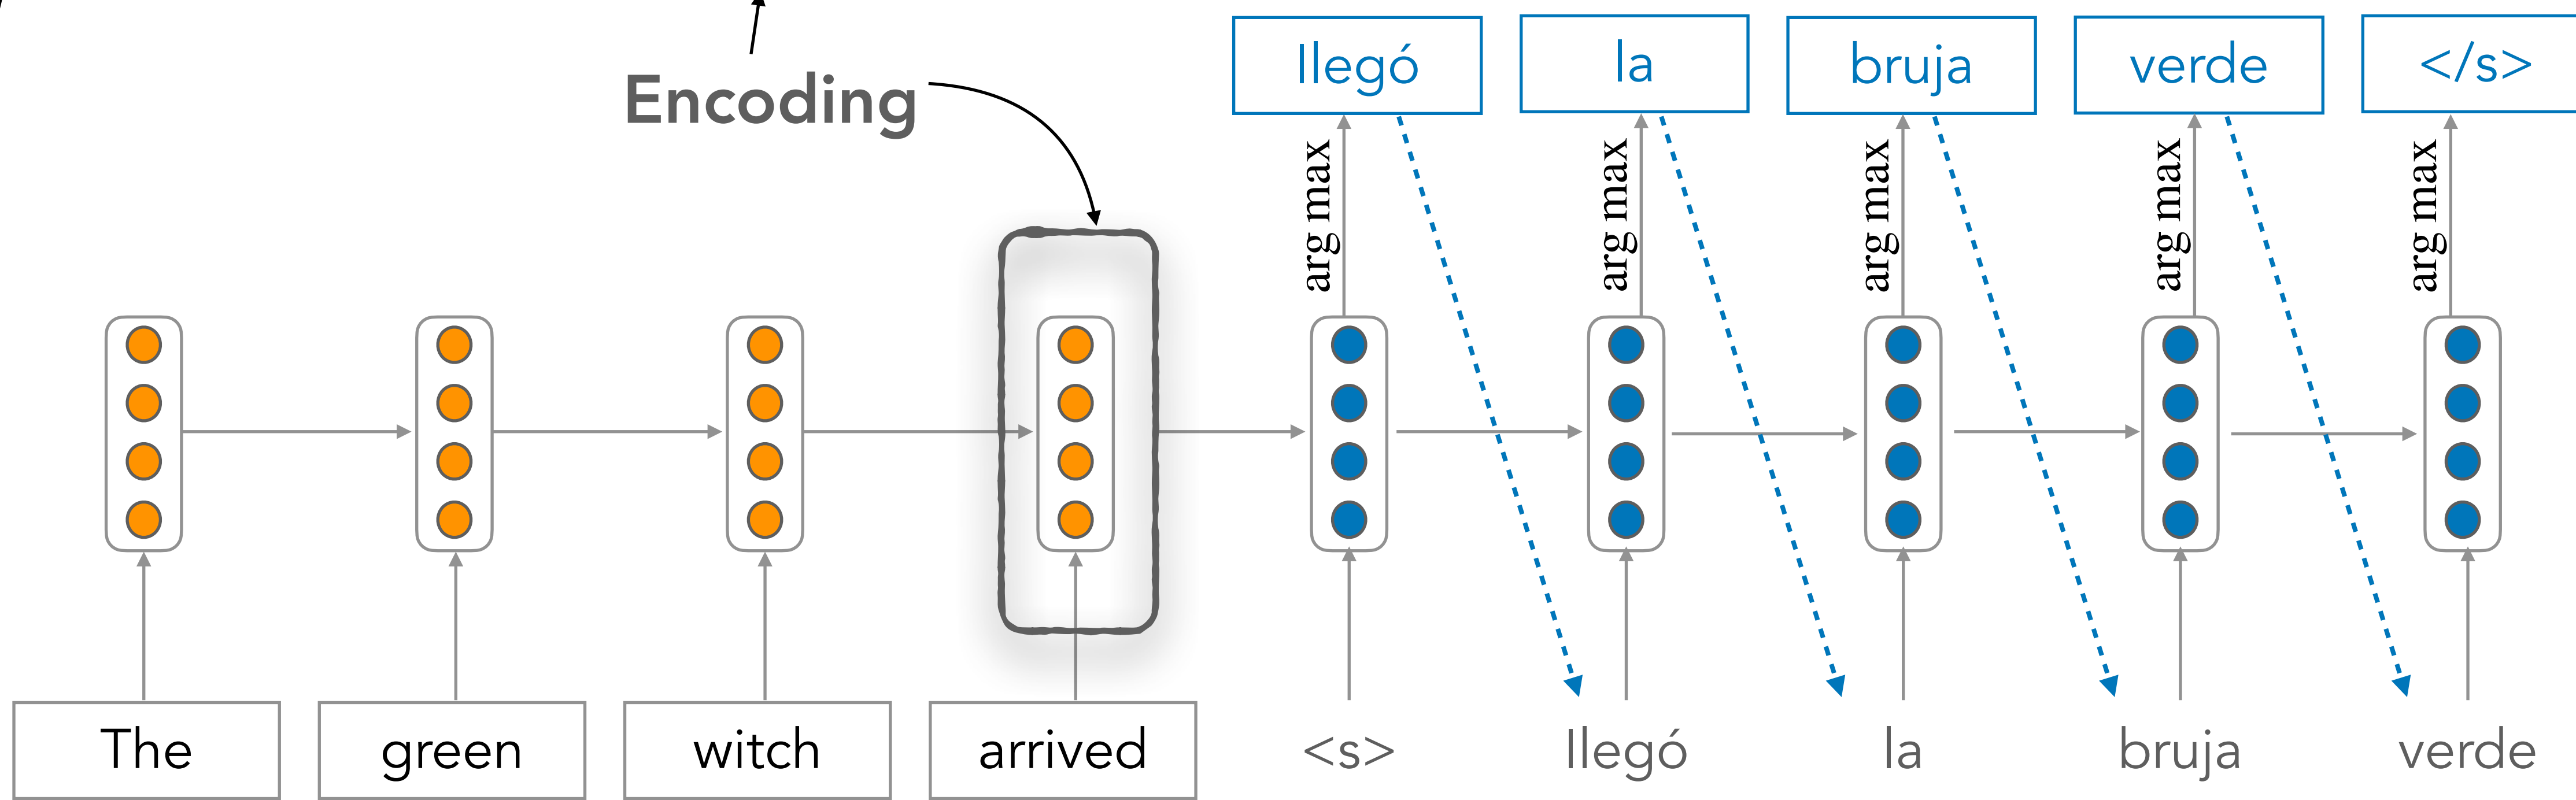 llegó la bruja verde </s>
Encoding
arg max arg max arg max arg max arg max
The green witch arrived <s> llegó la bruja verde